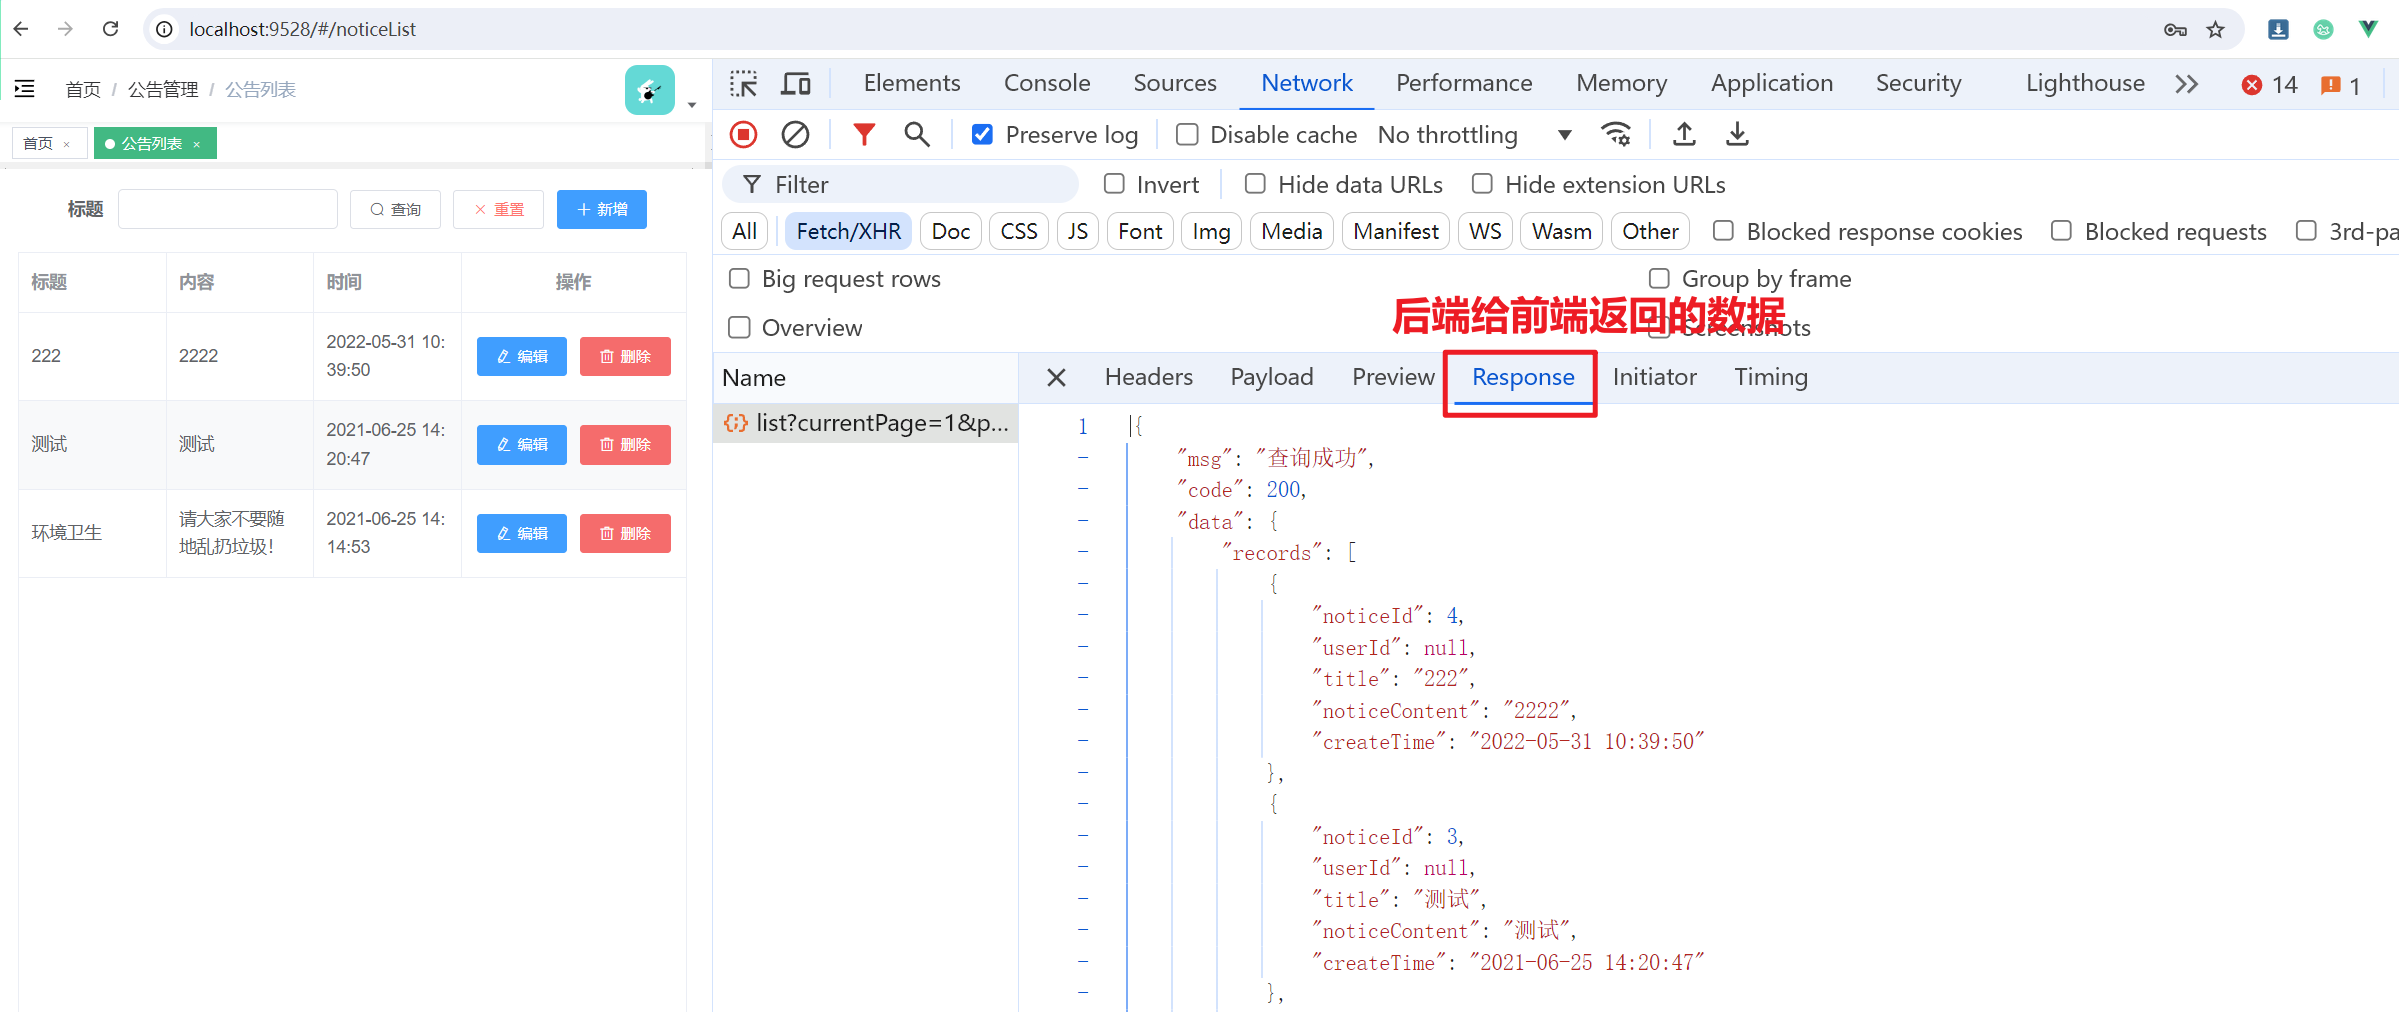 localhost:9528/#/noticeList
首页 / 公告管理 / 公告列表
首页 × 公告列表 ×
标题 查询 × 重置 + 新增
标题 内容 时间 操作
222 2222 2022-05-31 10:39:50 编辑 删除
测试 测试 2021-06-25 14:20:47 编辑 删除
环境卫生 请大家不要随地乱扔垃圾! 2021-06-25 14:14:53 编辑 删除
Elements Console Sources Network Performance Memory Application Security Lighthouse 14 1
Preserve log Disable cache No throttling
Filter Invert Hide data URLs Hide extension URLs
All Fetch/XHR Doc CSS JS Font Img Media Manifest WS Wasm Other Blocked response cookies Blocked requests 3rd-pa
Big request rows Group by frame
后端给前端返回的数据
Overview Screenshots
Name Headers Payload Preview Response Initiator Timing
list?currentPage=1&p...
1 {
"msg": "查询成功",
"code": 200,
"data": {
"records": [
{
"noticeId": 4,
"userId": null,
"title": "222",
"noticeContent": "2222",
"createTime": "2022-05-31 10:39:50"
},
{
"noticeId": 3,
"userId": null,
"title": "测试",
"noticeContent": "测试",
"createTime": "2021-06-25 14:20:47"
},